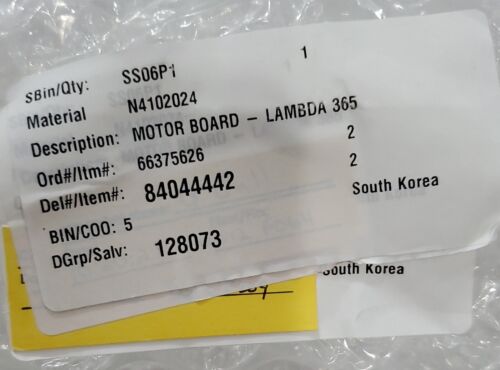 SBin/Qty: SS06P1 1
Material N4102024
Description: MOTOR BOARD - LAMBDA 365
Ord#/Itm#: 66375626 2
Del#/Item#: 84044442 2
BIN/COO: 5 South Korea
DGrp/Salv: 128073
South Korea